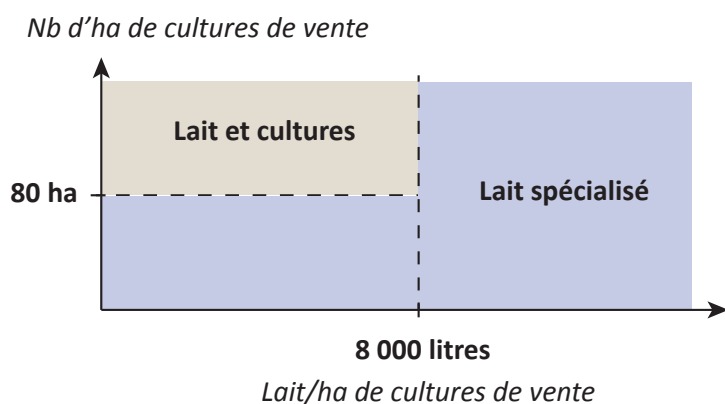 Nb d’ha de cultures de vente
Lait et cultures
80 ha
Lait spécialisé
8 000 litres
Lait/ha de cultures de vente